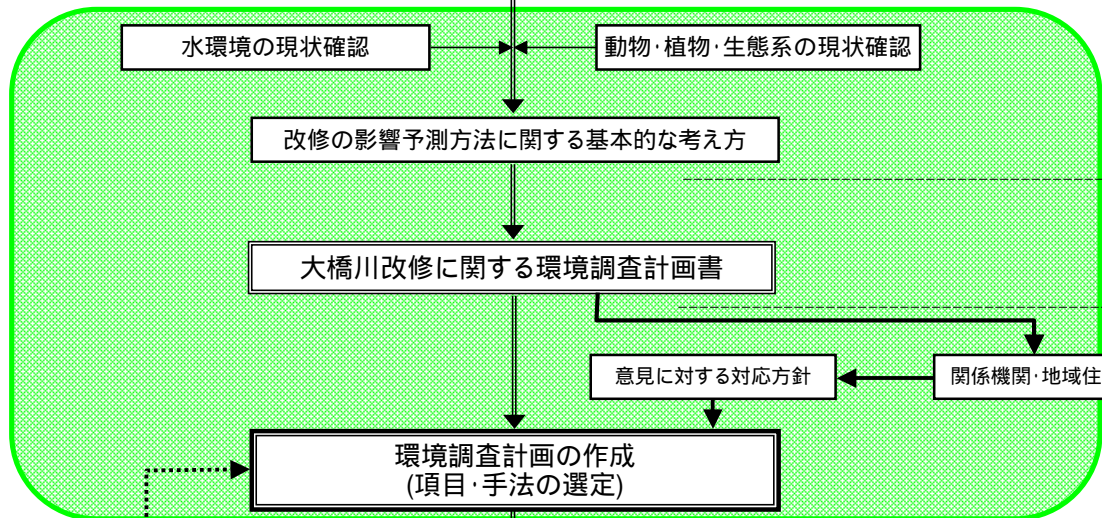 水環境の現状確認
動物･植物･生態系の現状確認
改修の影響予測方法に関する基本的な考え方
大橋川改修に関する環境調査計画書
意見に対する対応方針
関係機関･地域住
環境調査計画の作成
(項目･手法の選定)